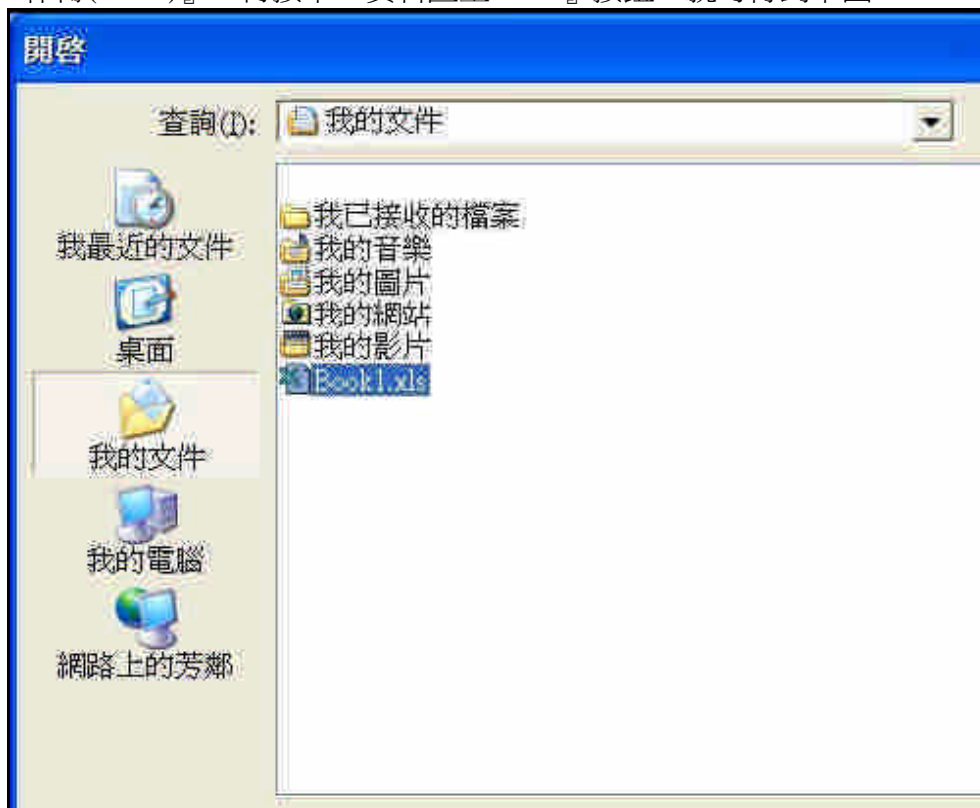 開啓
查詢(I):
我的文件
我最近的文件
桌面
我的文件
我的電腦
網路上的芳鄰
我已接收的檔案
我的音樂
我的圖片
我的網站
我的影片
Book1.xls